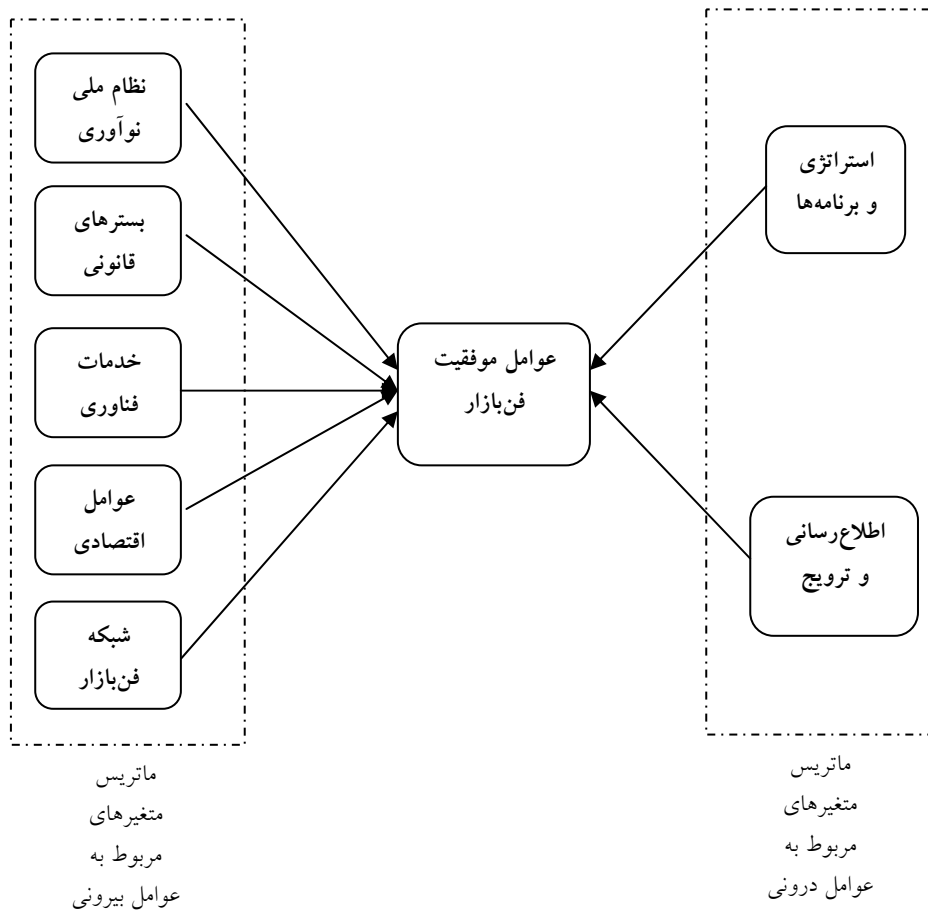 نظام ملی
نوآوری
بسترهای
قانونی
خدمات
فناوری
عوامل
اقتصادی
شبکه
فن‌بازار
عوامل موفقیت
فن‌بازار
استراتژی
و برنامه‌ها
اطلاع‌رسانی
و ترویج
ماتریس
متغیرهای
مربوط به
عوامل بیرونی
ماتریس
متغیرهای
مربوط به
عوامل درونی